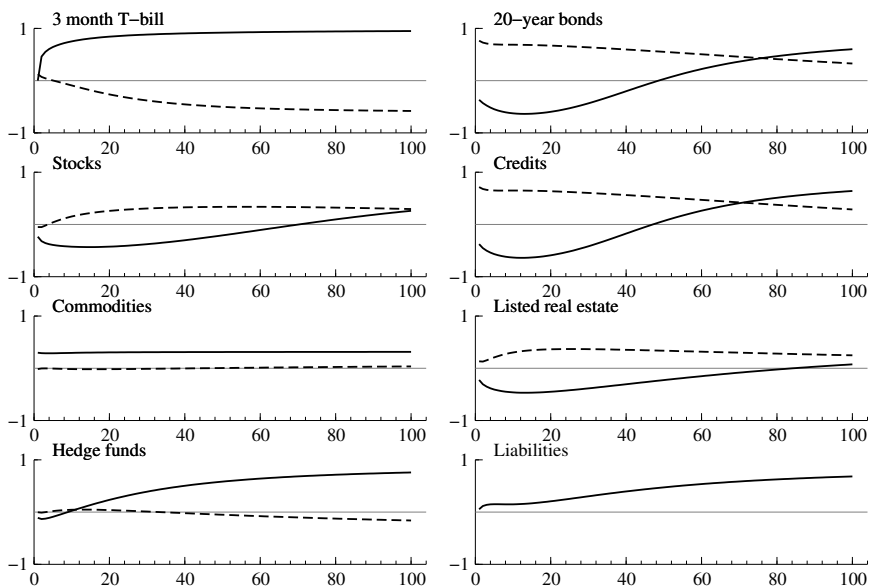 3 month T−bill
1
−1
0 20 40 60 80 100
20−year bonds
1
−1
0 20 40 60 80 100
Stocks
1
−1
0 20 40 60 80 100
Credits
1
−1
0 20 40 60 80 100
Commodities
1
−1
0 20 40 60 80 100
Listed real estate
1
−1
0 20 40 60 80 100
Hedge funds
1
−1
0 20 40 60 80 100
Liabilities
1
−1
0 20 40 60 80 100